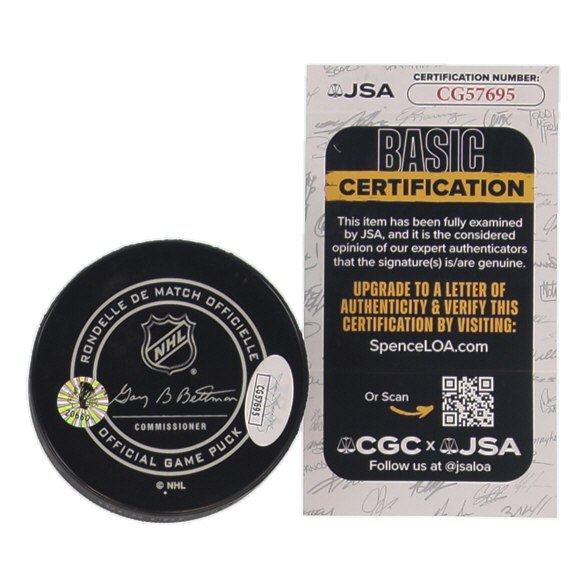 RONDELLE DE MATCH OFFICIELLE
NHL
Gary B Bettman
COMMISSIONER
OFFICIAL GAME PUCK
© NHL
CG57695
JSA
CERTIFICATION NUMBER:
CG57695
BASIC
CERTIFICATION
This item has been fully examined
by JSA, and it is the considered
opinion of our expert authenticators
that the signature(s) is/are genuine.
UPGRADE TO A LETTER OF
AUTHENTICITY & VERIFY THIS
CERTIFICATION BY VISITING:
SpenceLOA.com
Or Scan
CGC x JSA
Follow us at @jsaloa